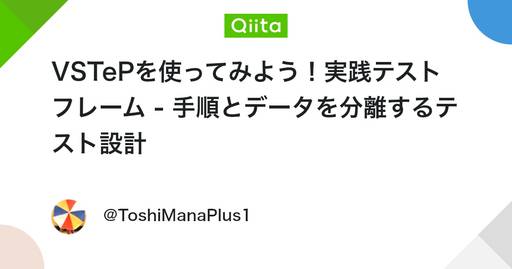 Qiita
VSTePを使ってみよう！実践テスト
フレーム - 手順とデータを分離するテ
スト設計
@ToshiManaPlus1